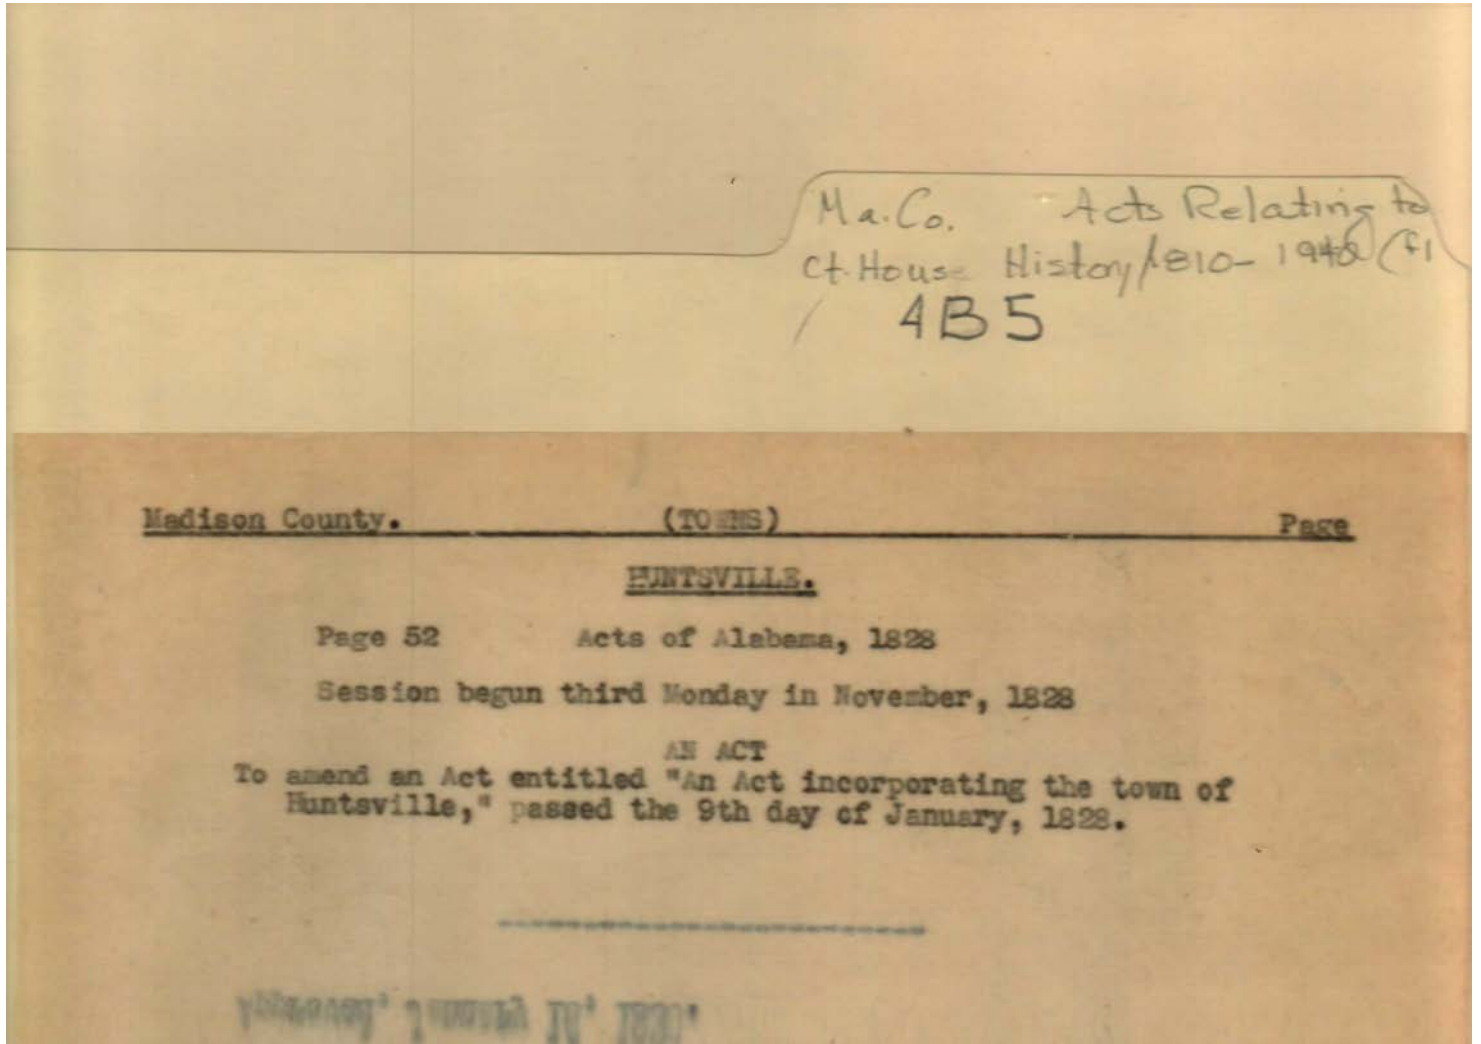 Ma. Co. Acts Relating to
Ct. House History 1810-
4B5
Madison County. (TOWNS) Page
HUNTSVILLE.
Page 52 Acts of Alabama, 1828
Session begun third Monday in November, 1828
AN ACT
To amend an Act entitled "An Act incorporating the town of
Huntsville," passed the 9th day of January, 1828.